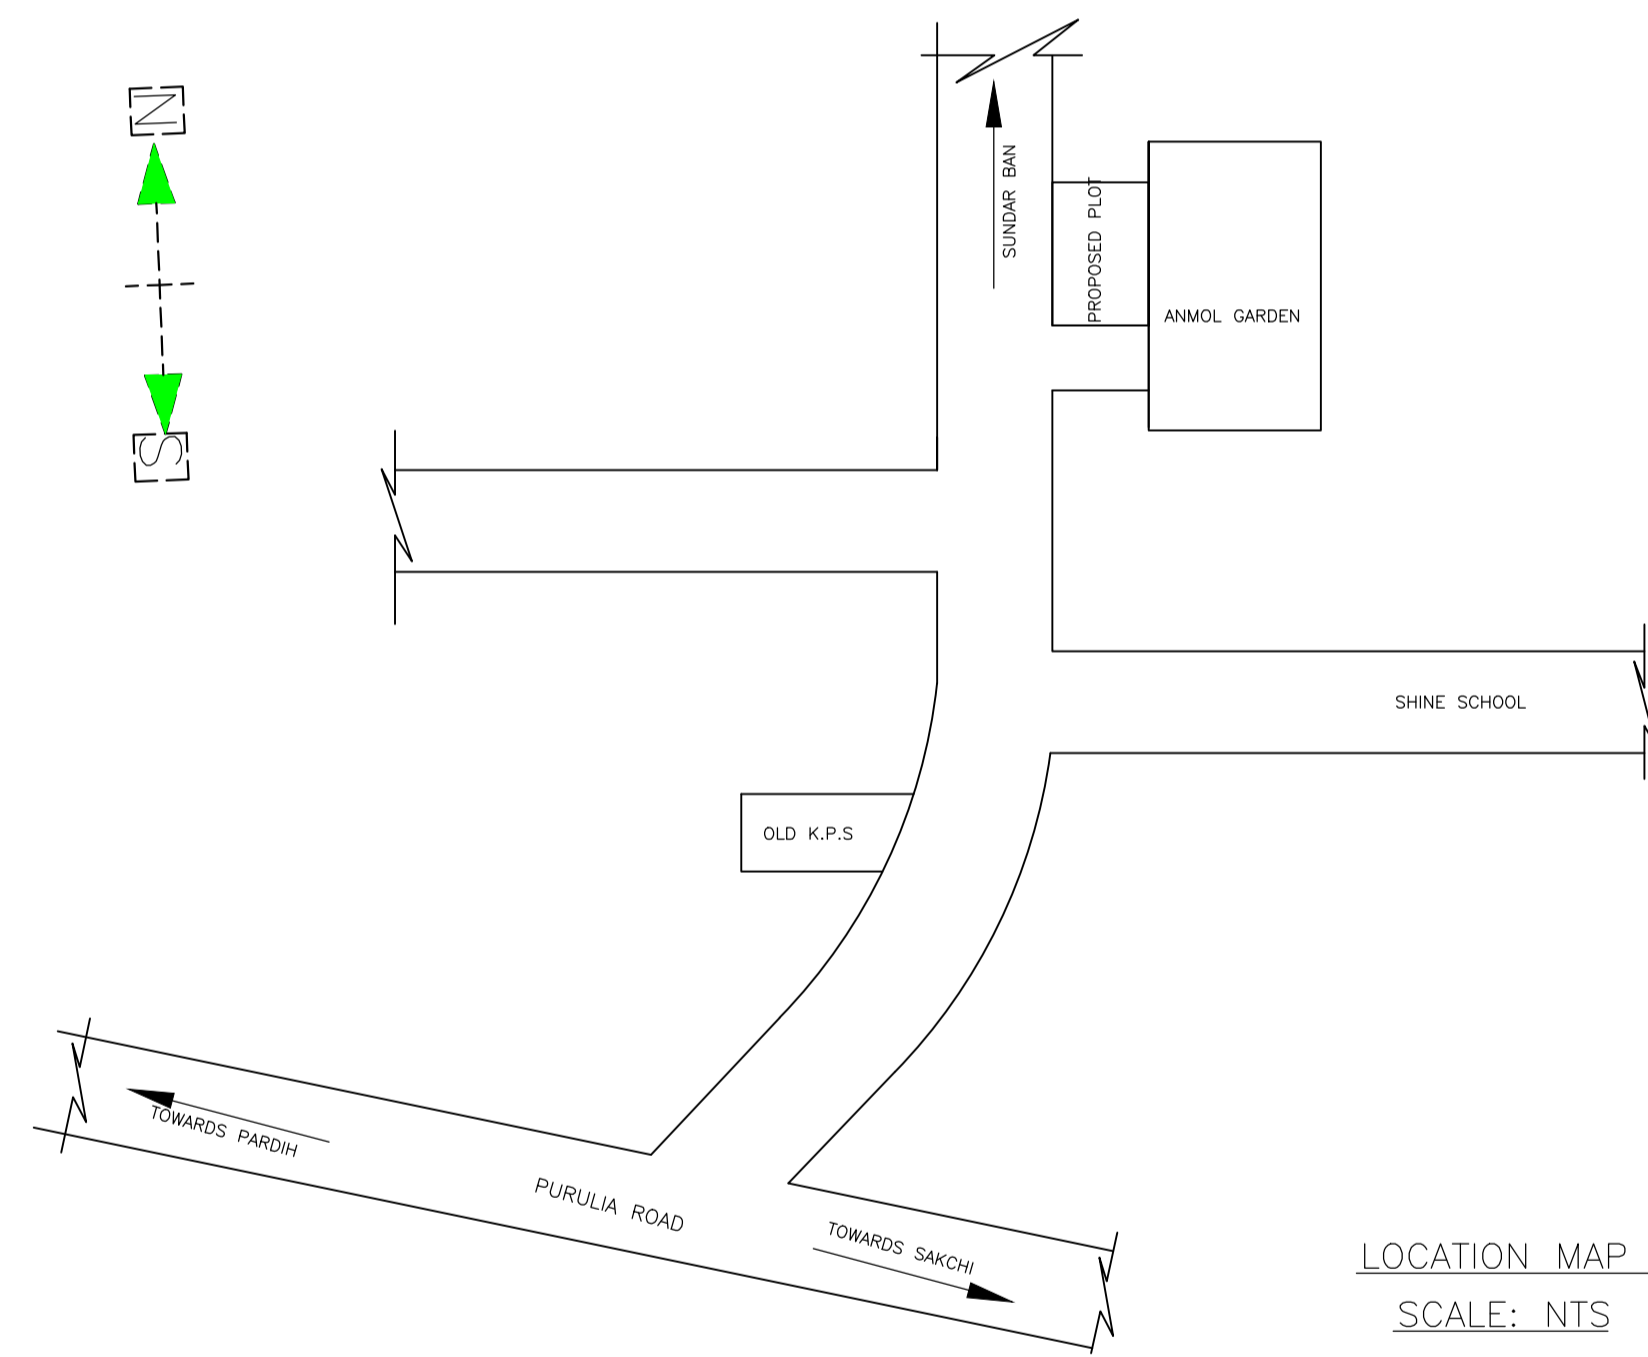 N
SUNDAR BAN
PROPOSED PLOT
ANMOL GARDEN
S
SHINE SCHOOL
OLD K.P.S
TOWARDS PARDIH
PURULIA ROAD
TOWARDS SAKCHI
LOCATION MAP
SCALE: NTS